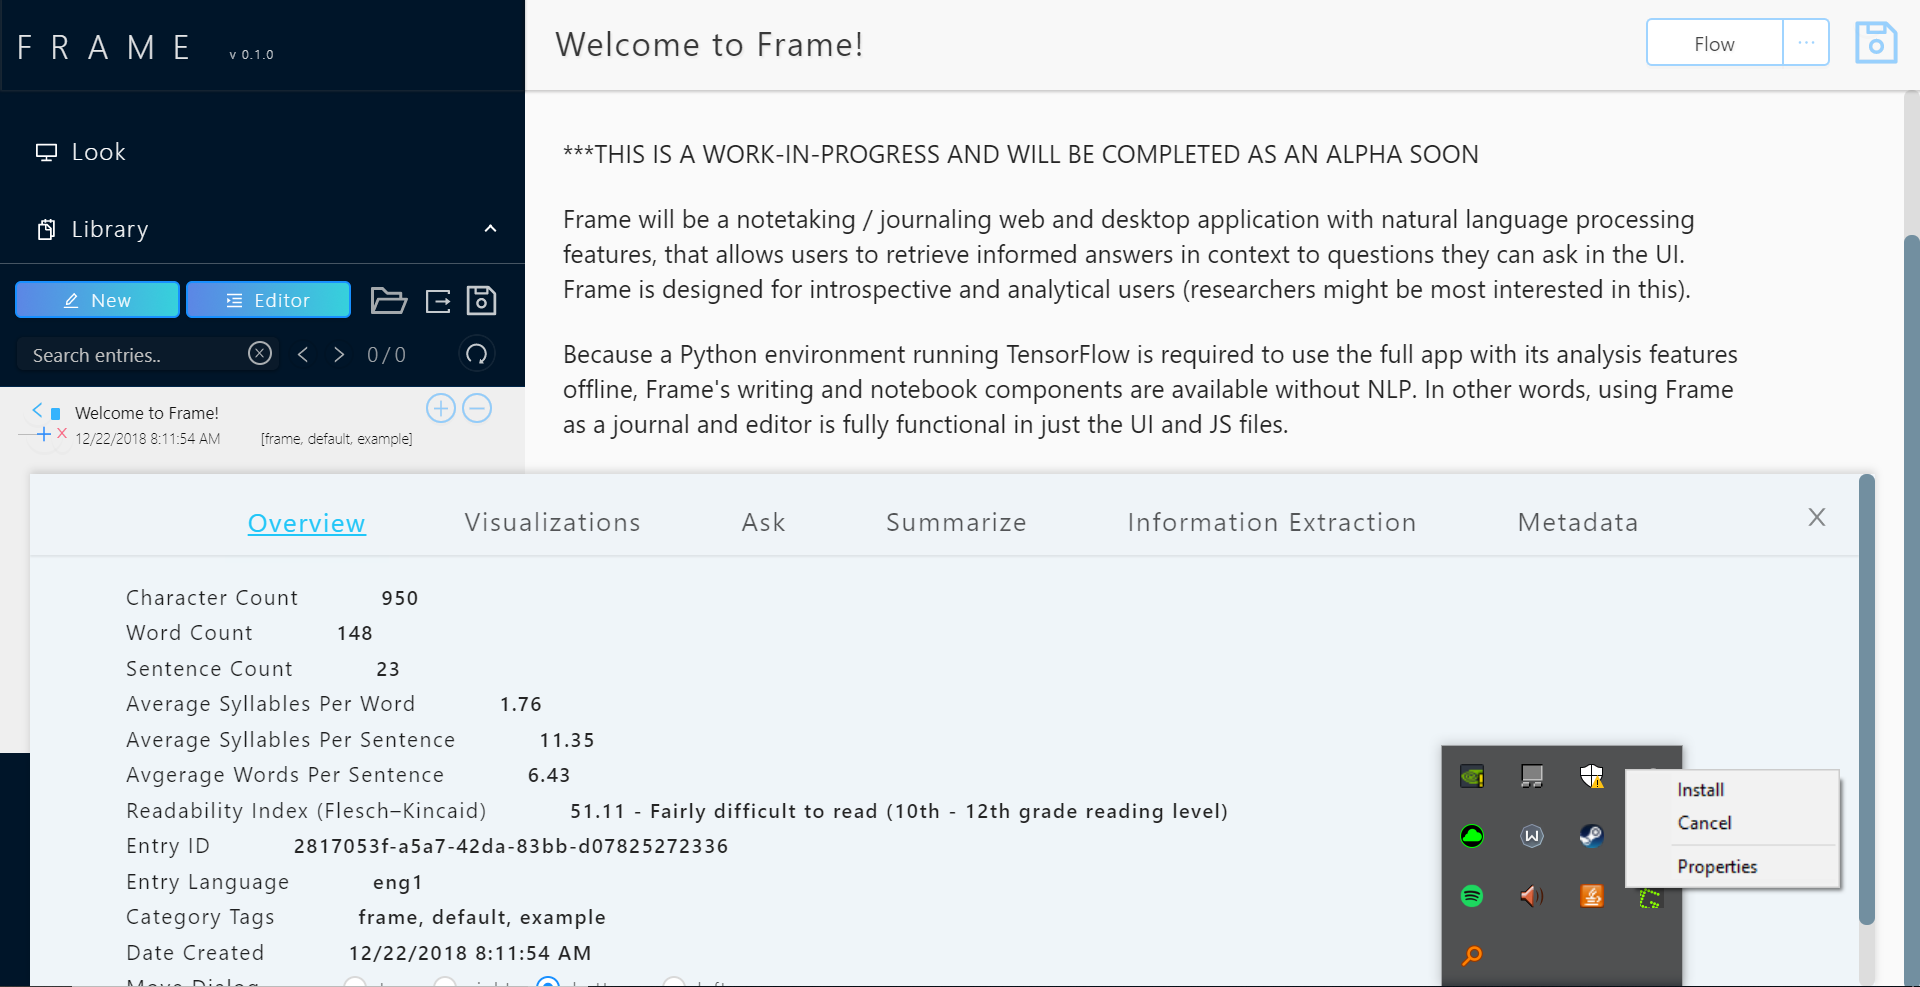 FRAME v 0.1.0
Welcome to Frame!
Flow
Look
Library
New
Editor
Search entries..
0/0
Welcome to Frame!
12/22/2018 8:11:54 AM [frame, default, example]
***THIS IS A WORK-IN-PROGRESS AND WILL BE COMPLETED AS AN ALPHA SOON
Frame will be a notetaking / journaling web and desktop application with natural language processing
features, that allows users to retrieve informed answers in context to questions they can ask in the UI.
Frame is designed for introspective and analytical users (researchers might be most interested in this).
Because a Python environment running TensorFlow is required to use the full app with its analysis features
offline, Frame's writing and notebook components are available without NLP. In other words, using Frame
as a journal and editor is fully functional in just the UI and JS files.
Overview Visualizations Ask Summarize Information Extraction Metadata X
Character Count 950
Word Count 148
Sentence Count 23
Average Syllables Per Word 1.76
Average Syllables Per Sentence 11.35
Avgerage Words Per Sentence 6.43
Readability Index (Flesch–Kincaid) 51.11 - Fairly difficult to read (10th - 12th grade reading level)
Entry ID 2817053f-a5a7-42da-83bb-d07825272336
Entry Language eng1
Category Tags frame, default, example
Date Created 12/22/2018 8:11:54 AM
Move Dialog
Install
Cancel
Properties